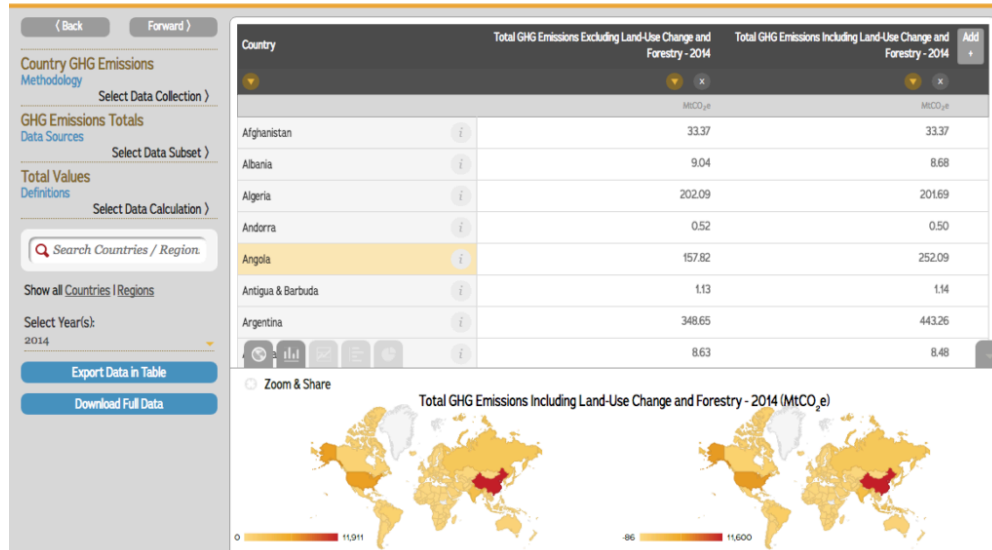 ⟨ Back
Forward ⟩
Country GHG Emissions
Methodology
Select Data Collection ⟩
GHG Emissions Totals
Data Sources
Select Data Subset ⟩
Total Values
Definitions
Select Data Calculation ⟩
Search Countries / Region
Show all Countries | Regions
Select Year(s):
2014
Export Data in Table
Download Full Data
Country
Total GHG Emissions Excluding Land-Use Change and
Forestry - 2014
Total GHG Emissions Including Land-Use Change and
Forestry - 2014
Add
+
x
x
MtCO₂e
MtCO₂e
Afghanistan i 33.37 33.37
Albania i 9.04 8.68
Algeria i 202.09 201.69
Andorra i 0.52 0.50
Angola i 157.82 252.09
Antigua & Barbuda i 1.13 1.14
Argentina i 348.65 443.26
i 8.63 8.48
Zoom & Share
Total GHG Emissions Including Land-Use Change and Forestry - 2014 (MtCO₂e)
0 11,911
-86 11,600